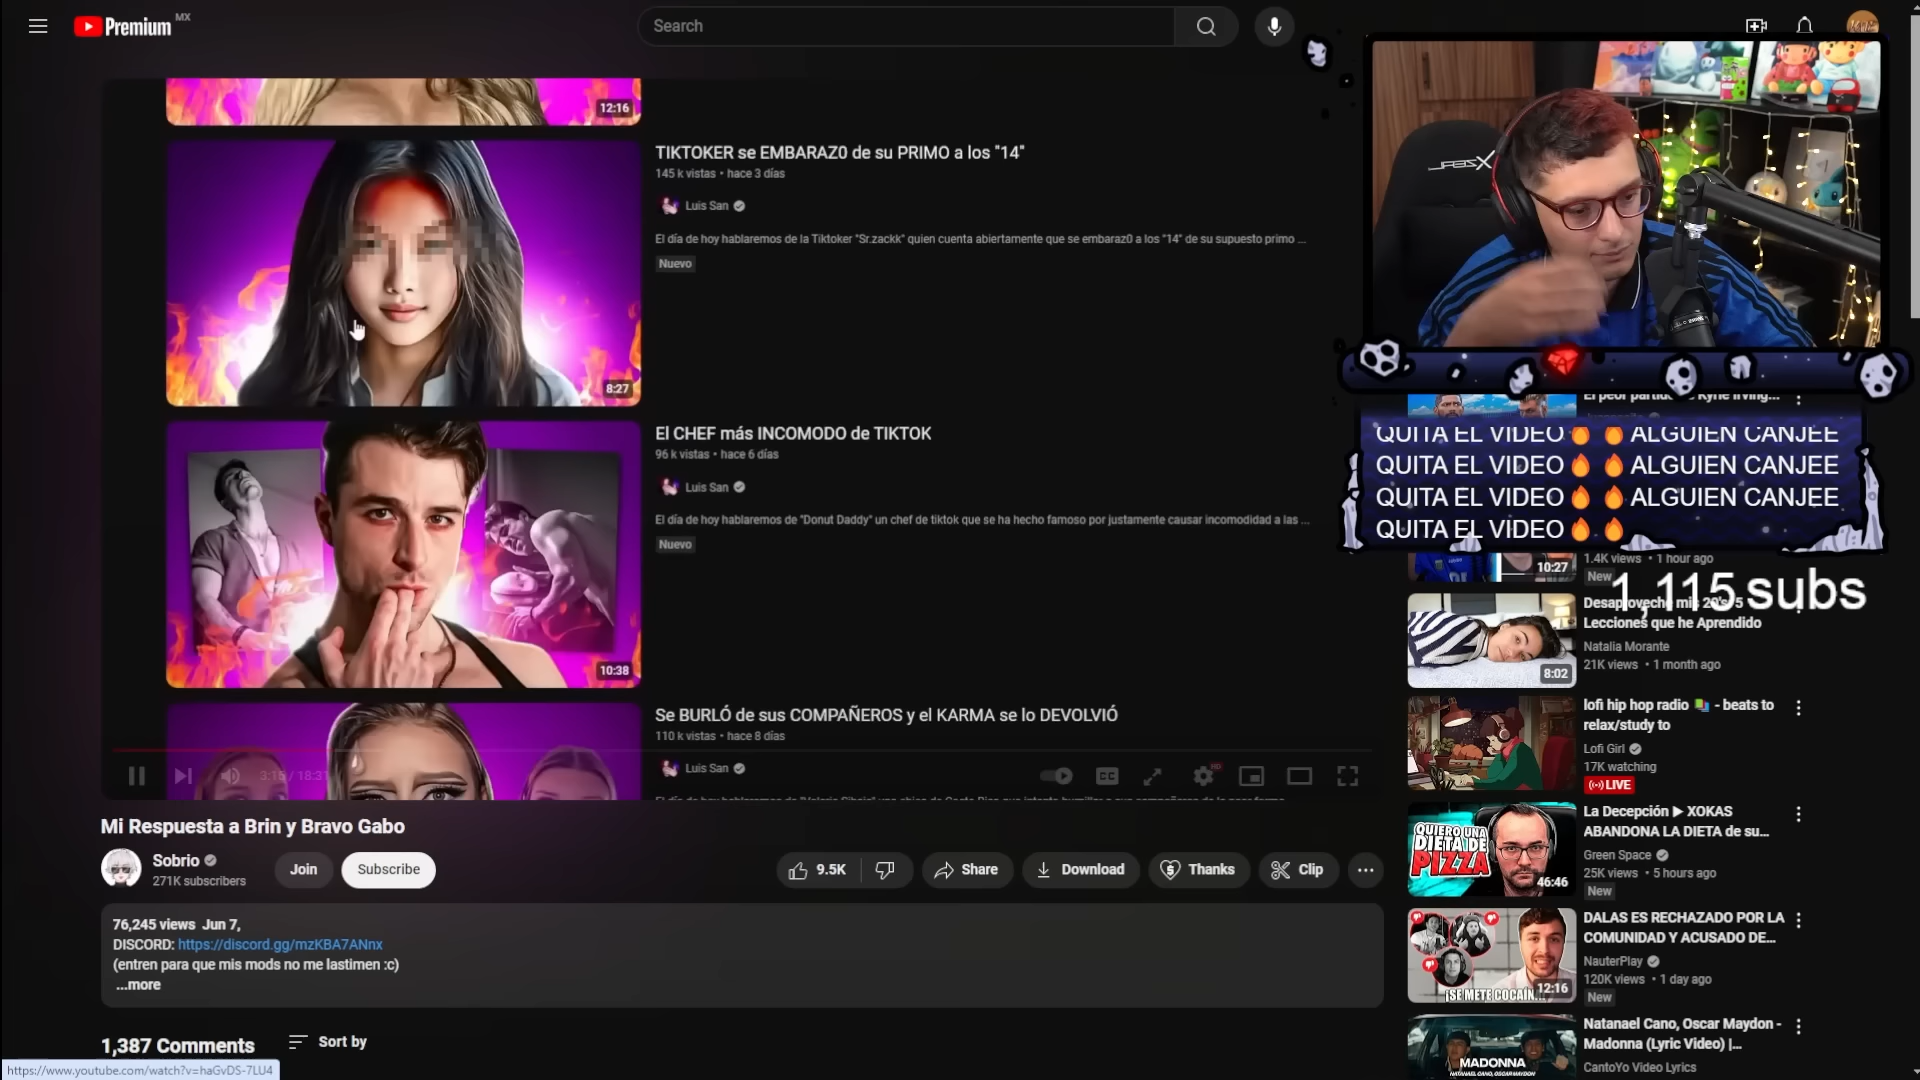 Premium MX
Search
12:16
TIKTOKER se EMBARAZ0 de su PRIMO a los "14"
145 k vistas • hace 3 días
Luis San
El día de hoy hablaremos de la Tiktoker "Sr.zackk" quien cuenta abiertamente que se embaraz0 a los "14" de su supuesto primo ...
Nuevo
8:27
El CHEF más INCOMODO de TIKTOK
96 k vistas • hace 6 días
Luis San
El día de hoy hablaremos de "Donut Daddy" un chef de tiktok que se ha hecho famoso por justamente causar incomodidad a las ...
Nuevo
10:38
Se BURLÓ de sus COMPAÑEROS y el KARMA se lo DEVOLVIÓ
110 k vistas • hace 8 días
Luis San
3:15 / 18:31
CC
HD
Mi Respuesta a Brin y Bravo Gabo
Sobrio
271K subscribers
Join
Subscribe
9.5K
Share
Download
Thanks
Clip
76,245 views Jun 7,
DISCORD: https://discord.gg/mzKBA7ANnx
(entren para que mis mods no me lastimen :c)
...more
1,387 Comments
Sort by
https://www.youtube.com/watch?v=haGvDS-7LU4
El peor partido de Kyrie Irving...
QUITA EL VIDEO🔥 🔥 ALGUIEN CANJEE
QUITA EL VIDEO🔥 🔥 ALGUIEN CANJEE
QUITA EL VIDEO🔥 🔥 ALGUIEN CANJEE
QUITA EL VIDEO🔥 🔥
10:27
1.4K views • 1 hour ago
New
1,115 subs
Desaproveché mis 20's: 5
Lecciones que he Aprendido
Natalia Morante
21K views • 1 month ago
8:02
lofi hip hop radio 📚 - beats to
relax/study to
Lofi Girl
17K watching
LIVE
QUIERO UNA
DIETA DE
PIZZA
46:46
La Decepción ▶ XOKAS
ABANDONA LA DIETA de su...
Green Space
25K views • 5 hours ago
New
¡SE METE COCAÍN...
12:16
DALAS ES RECHAZADO POR LA
COMUNIDAD Y ACUSADO DE...
NauterPlay
120K views • 1 day ago
New
MADONNA
NATANAEL CANO, OSCAR MAYDON
Natanael Cano, Oscar Maydon -
Madonna (Lyric Video) |...
CantoYo Video Lyrics